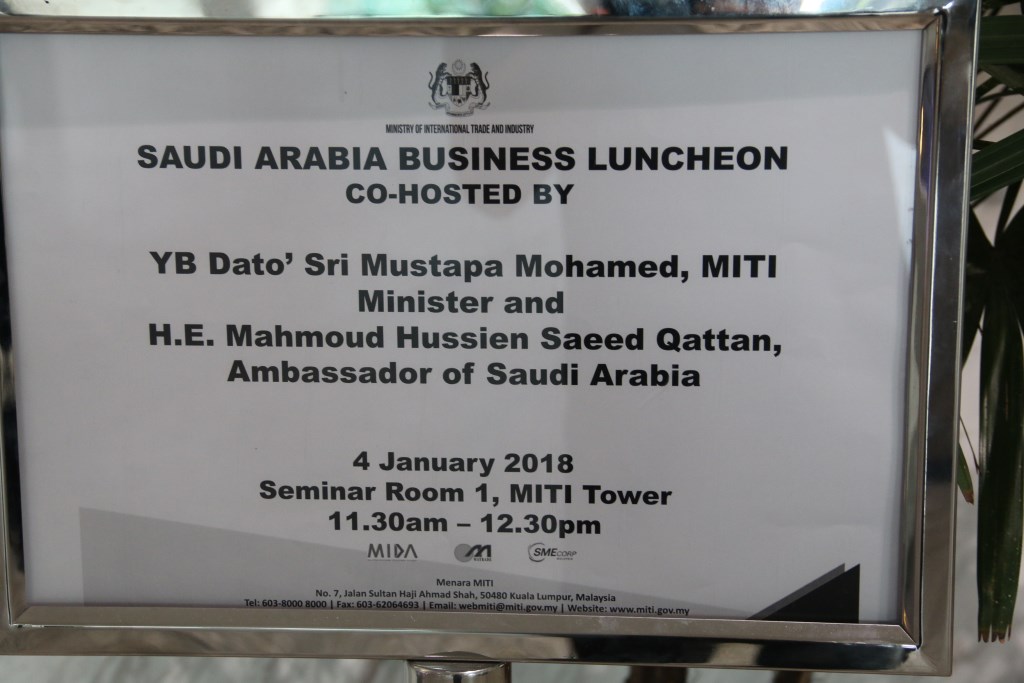 MINISTRY OF INTERNATIONAL TRADE AND INDUSTRY
SAUDI ARABIA BUSINESS LUNCHEON
CO-HOSTED BY
YB Dato’ Sri Mustapa Mohamed, MITI
Minister and
H.E. Mahmoud Hussien Saeed Qattan,
Ambassador of Saudi Arabia
4 January 2018
Seminar Room 1, MITI Tower
11.30am – 12.30pm
MIDA
SMECORP
Menara MITI
No. 7, Jalan Sultan Haji Ahmad Shah, 50480 Kuala Lumpur, Malaysia
Tel: 603-8000 8000 | Fax: 603-62064693 | Email: webmiti@miti.gov.my | Website: www.miti.gov.my